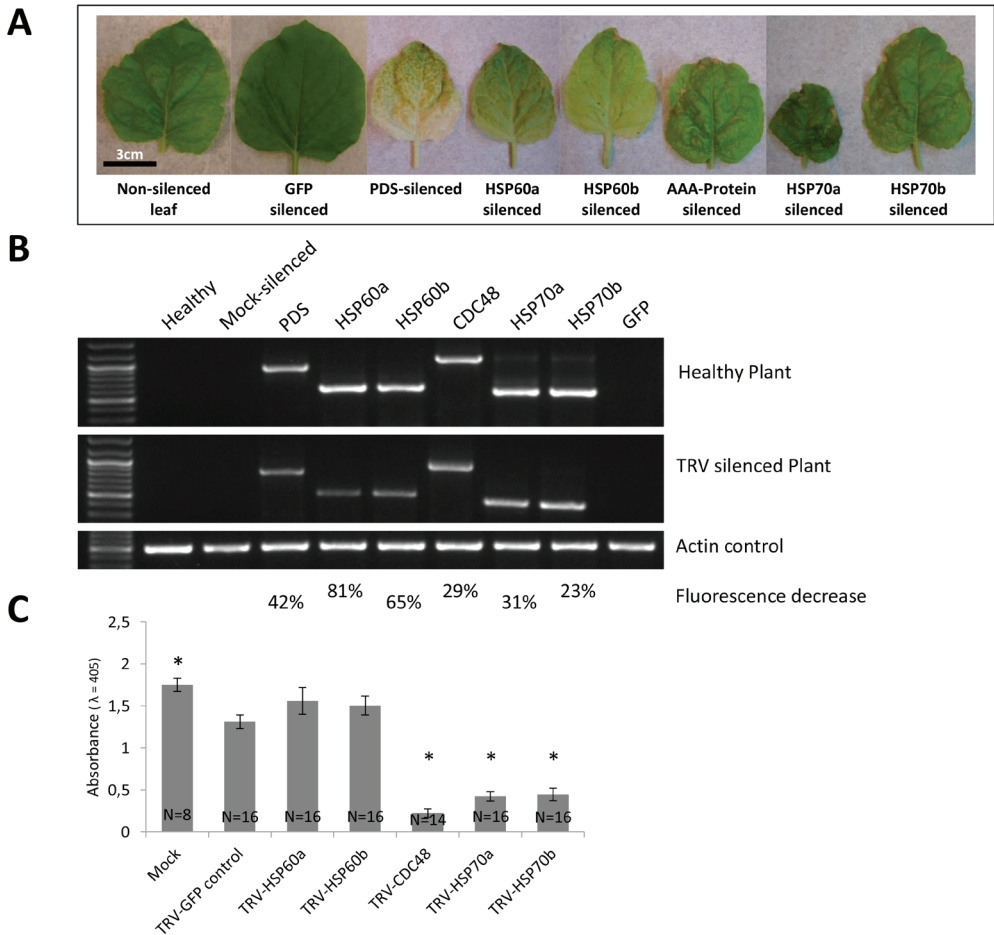 A
3cm
Non-silenced leaf
GFP silenced
PDS-silenced
HSP60a silenced
HSP60b silenced
AAA-Protein silenced
HSP70a silenced
HSP70b silenced
B
Healthy
Mock-silenced
PDS
HSP60a
HSP60b
CDC48
HSP70a
HSP70b
GFP
Healthy Plant
TRV silenced Plant
Actin control
42%
81%
65%
29%
31%
23%
Fluorescence decrease
C
Absorbance ( λ = 405)
2,5
2
1,5
1
0,5
0
*
*
*
*
N=8
N=16
N=16
N=16
N=14
N=16
N=16
Mock
TRV-GFP control
TRV-HSP60a
TRV-HSP60b
TRV-CDC48
TRV-HSP70a
TRV-HSP70b